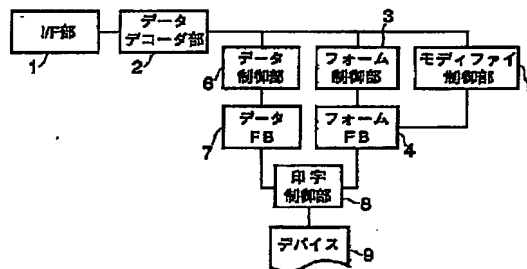 I/F部
1
データ
デコーダ部
2
3
データ
制御部
6
フォーム
制御部
モディファイ
制御部
データ
FB
7
フォーム
FB
4
印字
制御部
8
デバイス
9